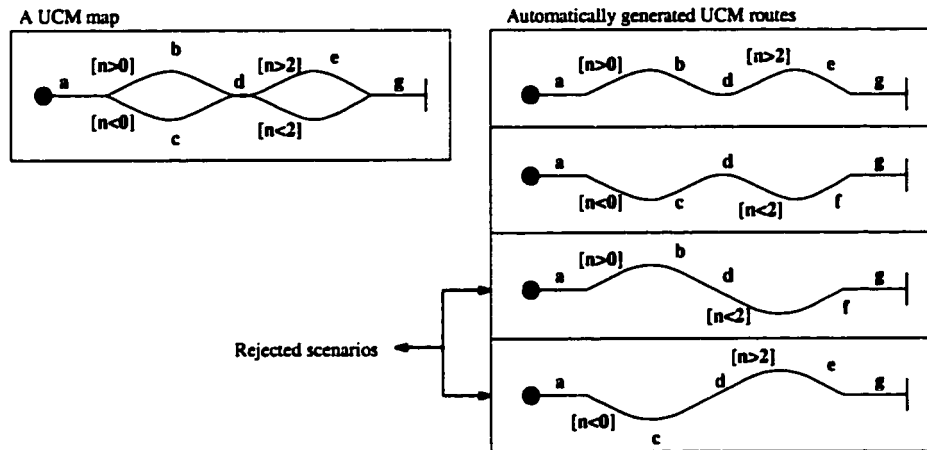 A UCM map
Automatically generated UCM routes
a [n>0] b d [n>2] e g
[n<0] c [n<2]
a [n>0] b d [n>2] e g
a [n<0] c d [n<2] f g
a [n>0] b d [n<2] f g
Rejected scenarios
a [n<0] c d [n>2] e g